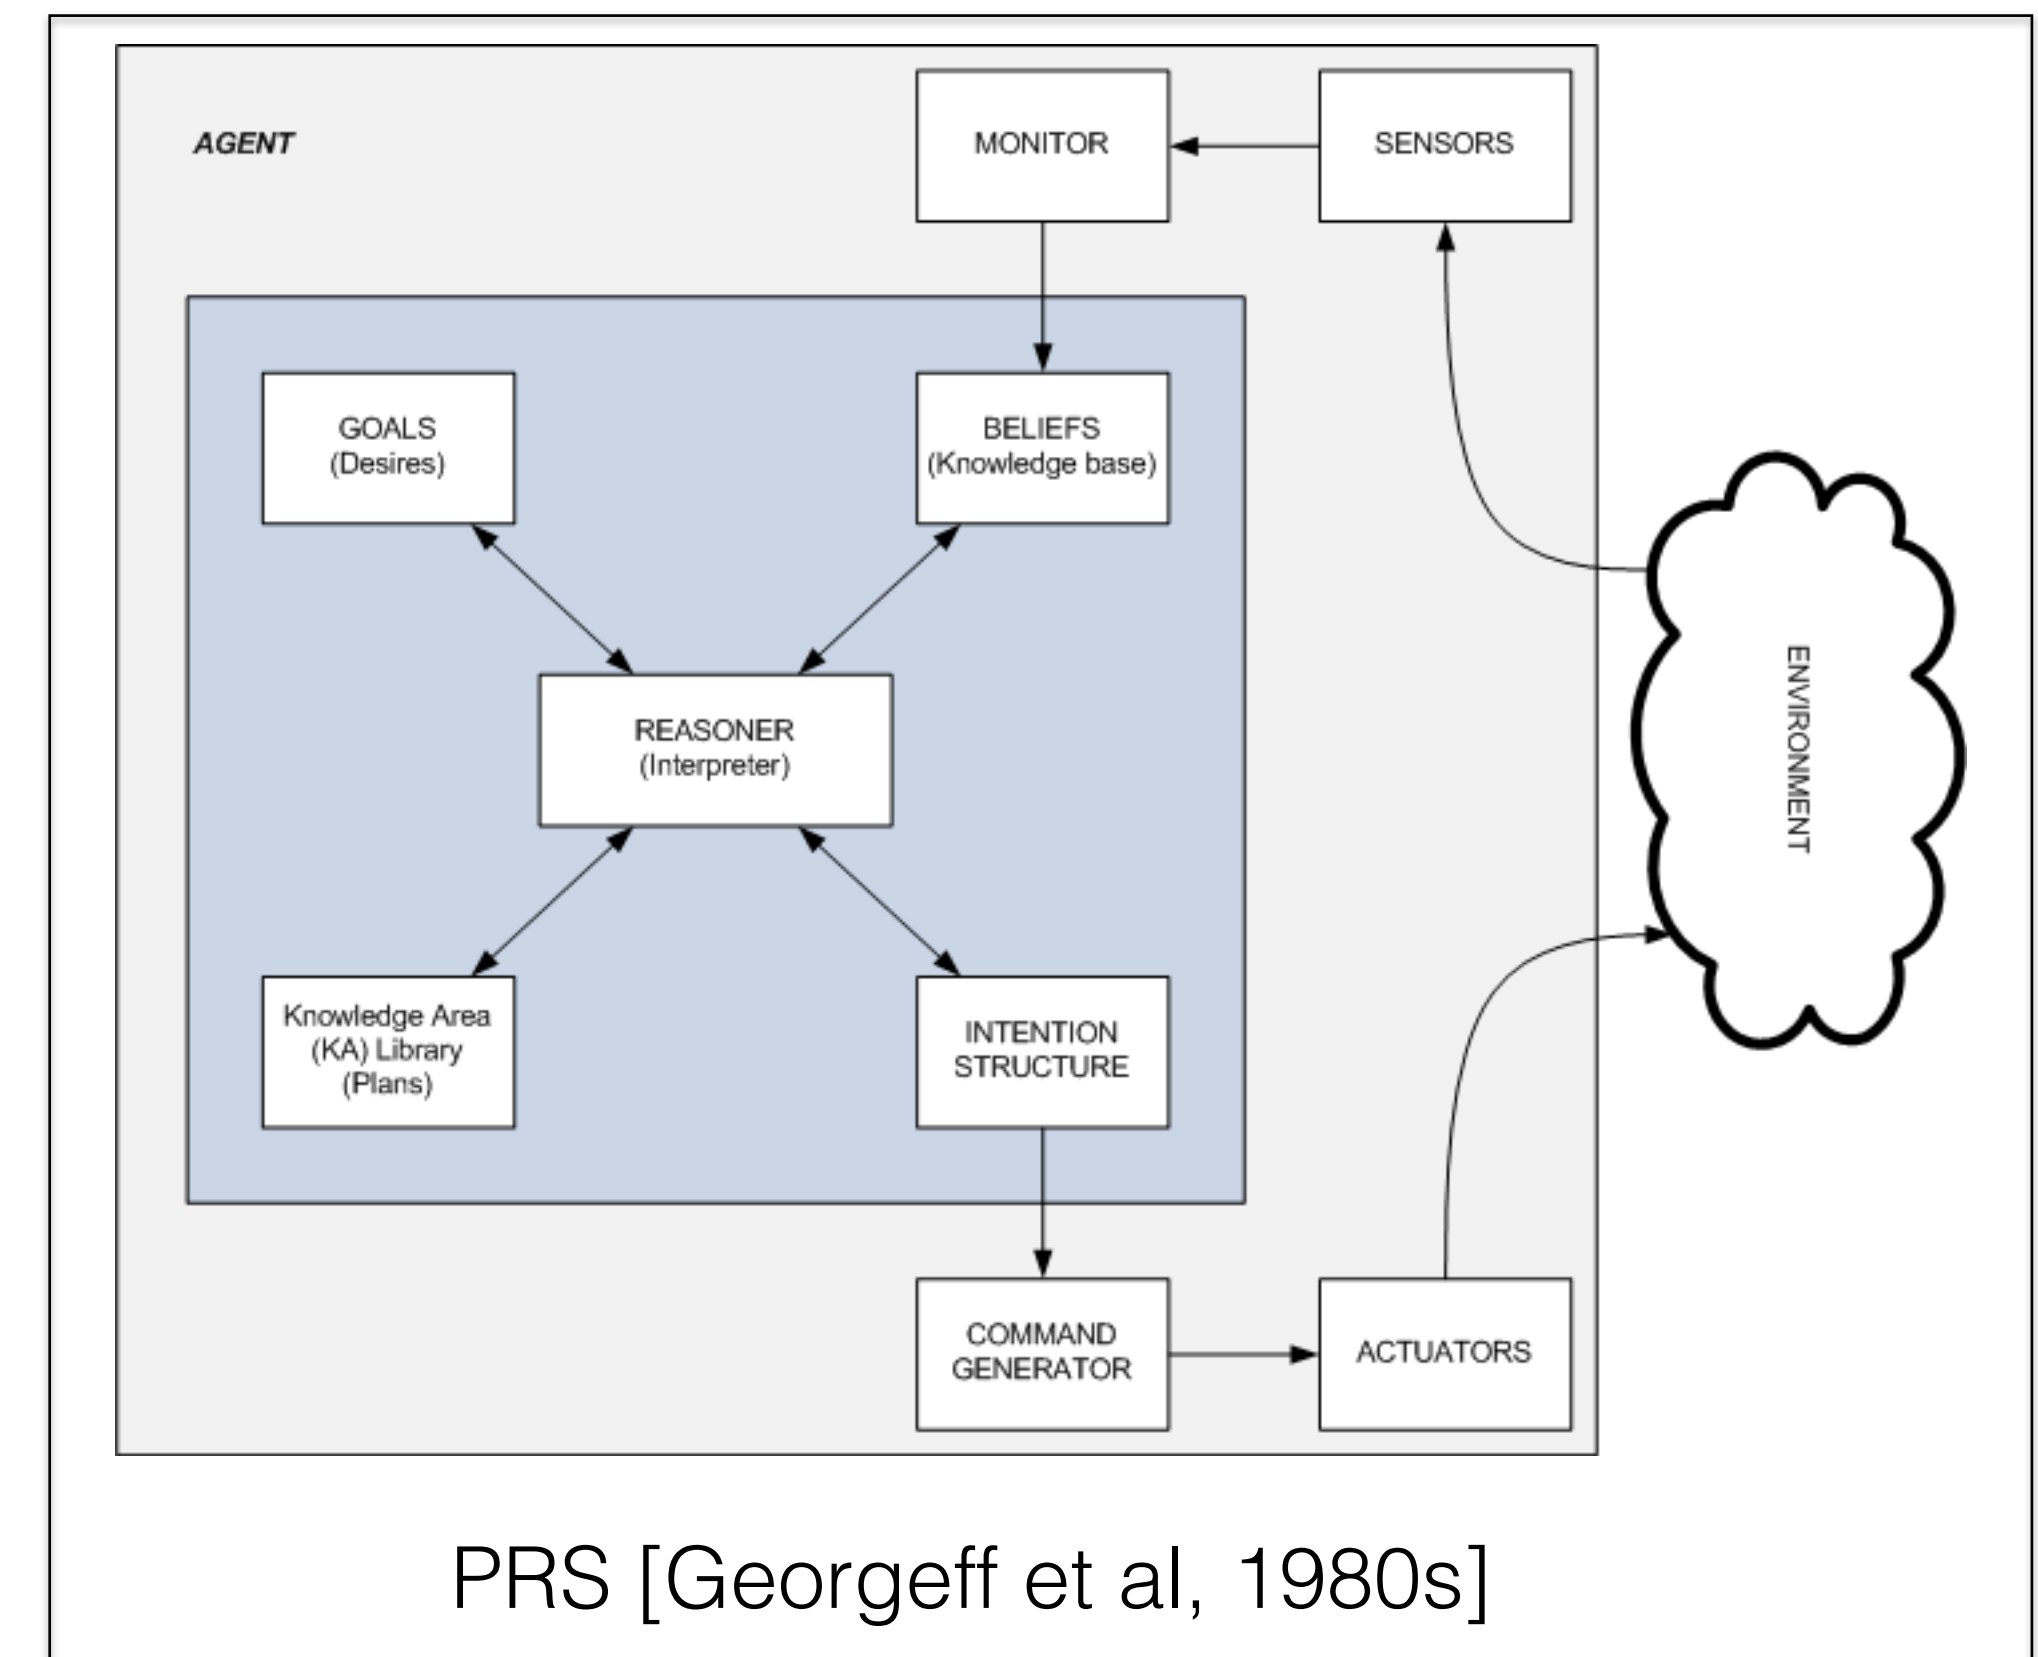 AGENT
MONITOR
SENSORS
GOALS
(Desires)
BELIEFS
(Knowledge base)
REASONER
(Interpreter)
ENVIRONMENT
Knowledge Area
(KA) Library
(Plans)
INTENTION
STRUCTURE
COMMAND
GENERATOR
ACTUATORS
PRS [Georgeff et al, 1980s]